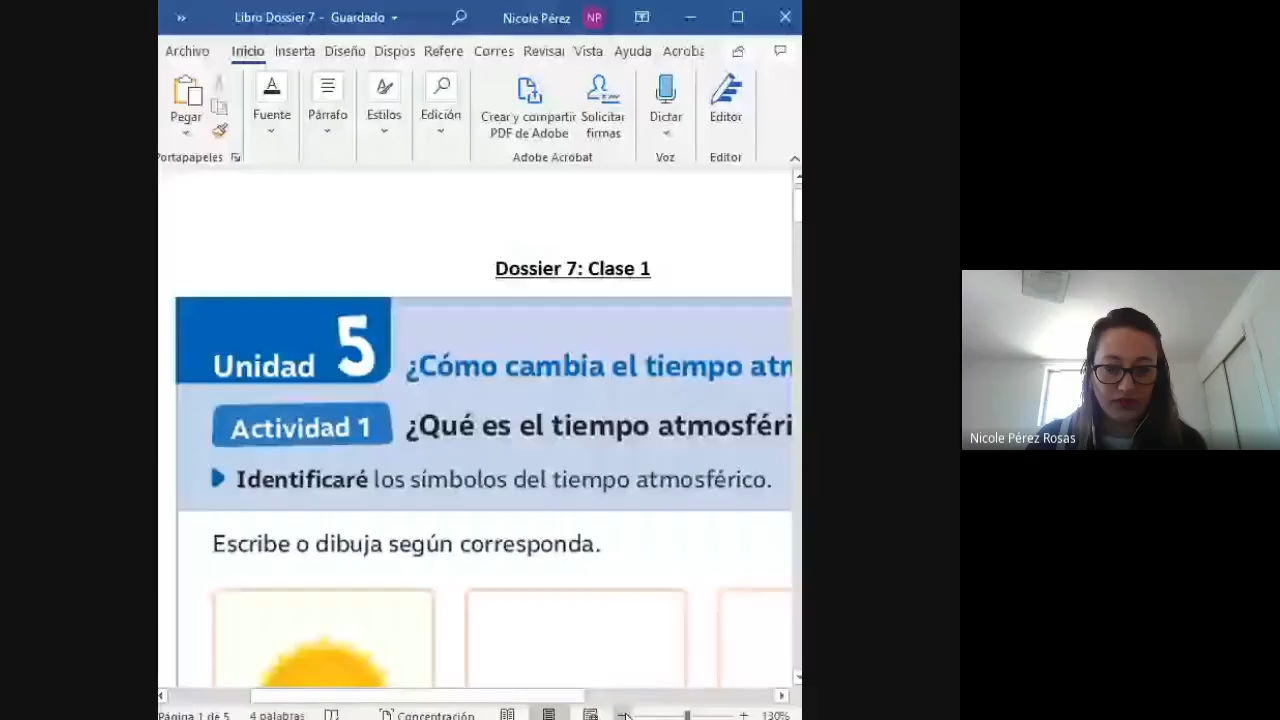 Libro Dossier 7 - Guardado
Nicole Pérez NP
Archivo Inicio Inserta Diseño Dispos Refere Corres Revisar Vista Ayuda Acroba
Pegar
Fuente
Párrafo
Estilos
Edición
Crear y compartir
PDF de Adobe
Solicitar
firmas
Dictar
Editor
Portapapeles
Adobe Acrobat
Voz
Editor
Dossier 7: Clase 1
Unidad 5
¿Cómo cambia el tiempo atm
Actividad 1
¿Qué es el tiempo atmosféri
Identificaré los símbolos del tiempo atmosférico.
Escribe o dibuja según corresponda.
Página 1 de 5 4 palabras Concentración 130%
Nicole Pérez Rosas